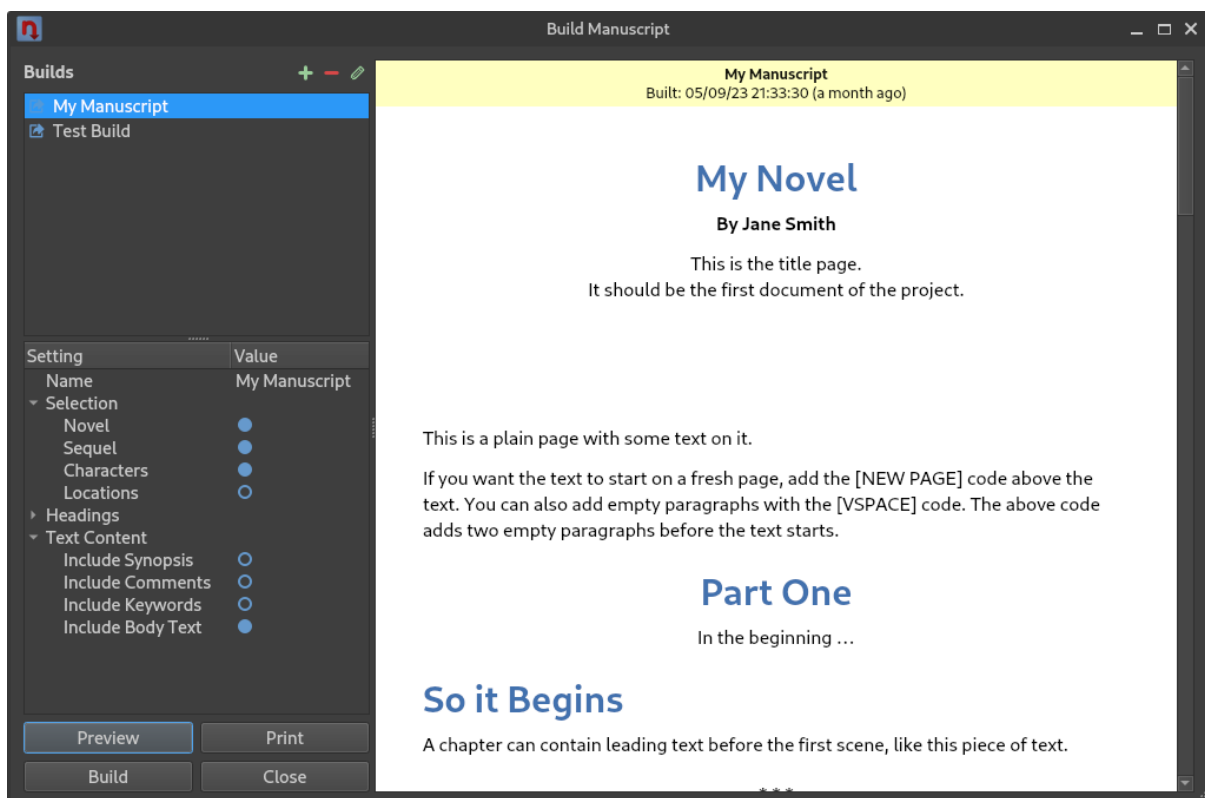 Build Manuscript
Builds
My Manuscript
Test Build
Setting Value
Name My Manuscript
Selection
Novel
Sequel
Characters
Locations
Headings
Text Content
Include Synopsis
Include Comments
Include Keywords
Include Body Text
Preview Print
Build Close
My Manuscript
Built: 05/09/23 21:33:30 (a month ago)
My Novel
By Jane Smith
This is the title page.
It should be the first document of the project.
This is a plain page with some text on it.
If you want the text to start on a fresh page, add the [NEW PAGE] code above the
text. You can also add empty paragraphs with the [VSPACE] code. The above code
adds two empty paragraphs before the text starts.
Part One
In the beginning …
So it Begins
A chapter can contain leading text before the first scene, like this piece of text.
* * *